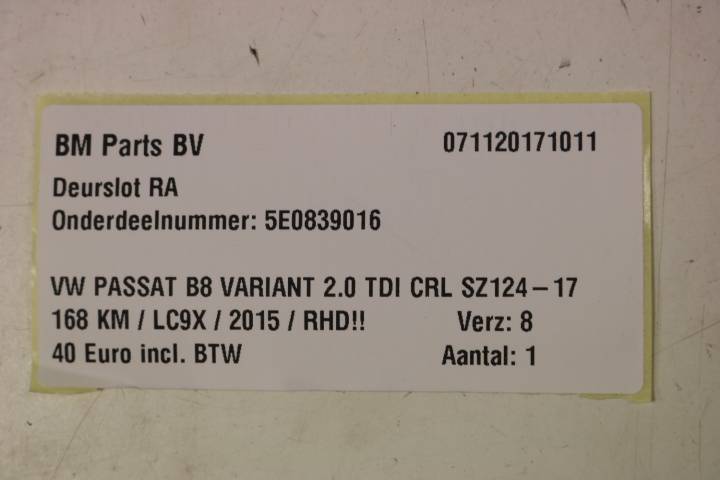 BM Parts BV 071120171011
Deurslot RA
Onderdeelnummer: 5E0839016
VW PASSAT B8 VARIANT 2.0 TDI CRL SZ124-17
168 KM / LC9X / 2015 / RHD!! Verz: 8
40 Euro incl. BTW Aantal: 1